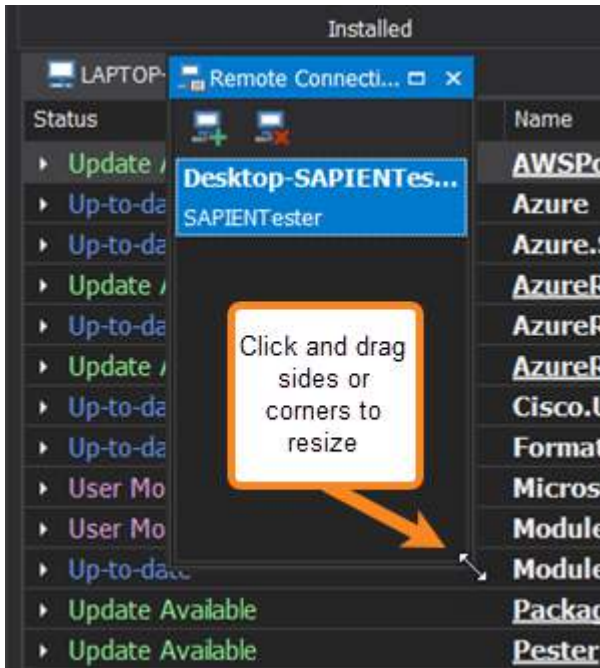 Installed
LAPTOP-
Remote Connecti...
Status
Name
Desktop-SAPIENTes...
SAPIENTester
Update A
AWSPo
Up-to-da
Azure
Up-to-da
Azure.S
Update A
AzureR
Up-to-da
AzureR
Update A
AzureR
Up-to-da
Cisco.U
Up-to-da
Format
User Mo
Micros
User Mo
Module
Up-to-date
Module
Update Available
Packag
Update Available
Pester
Click and drag
sides or
corners to
resize